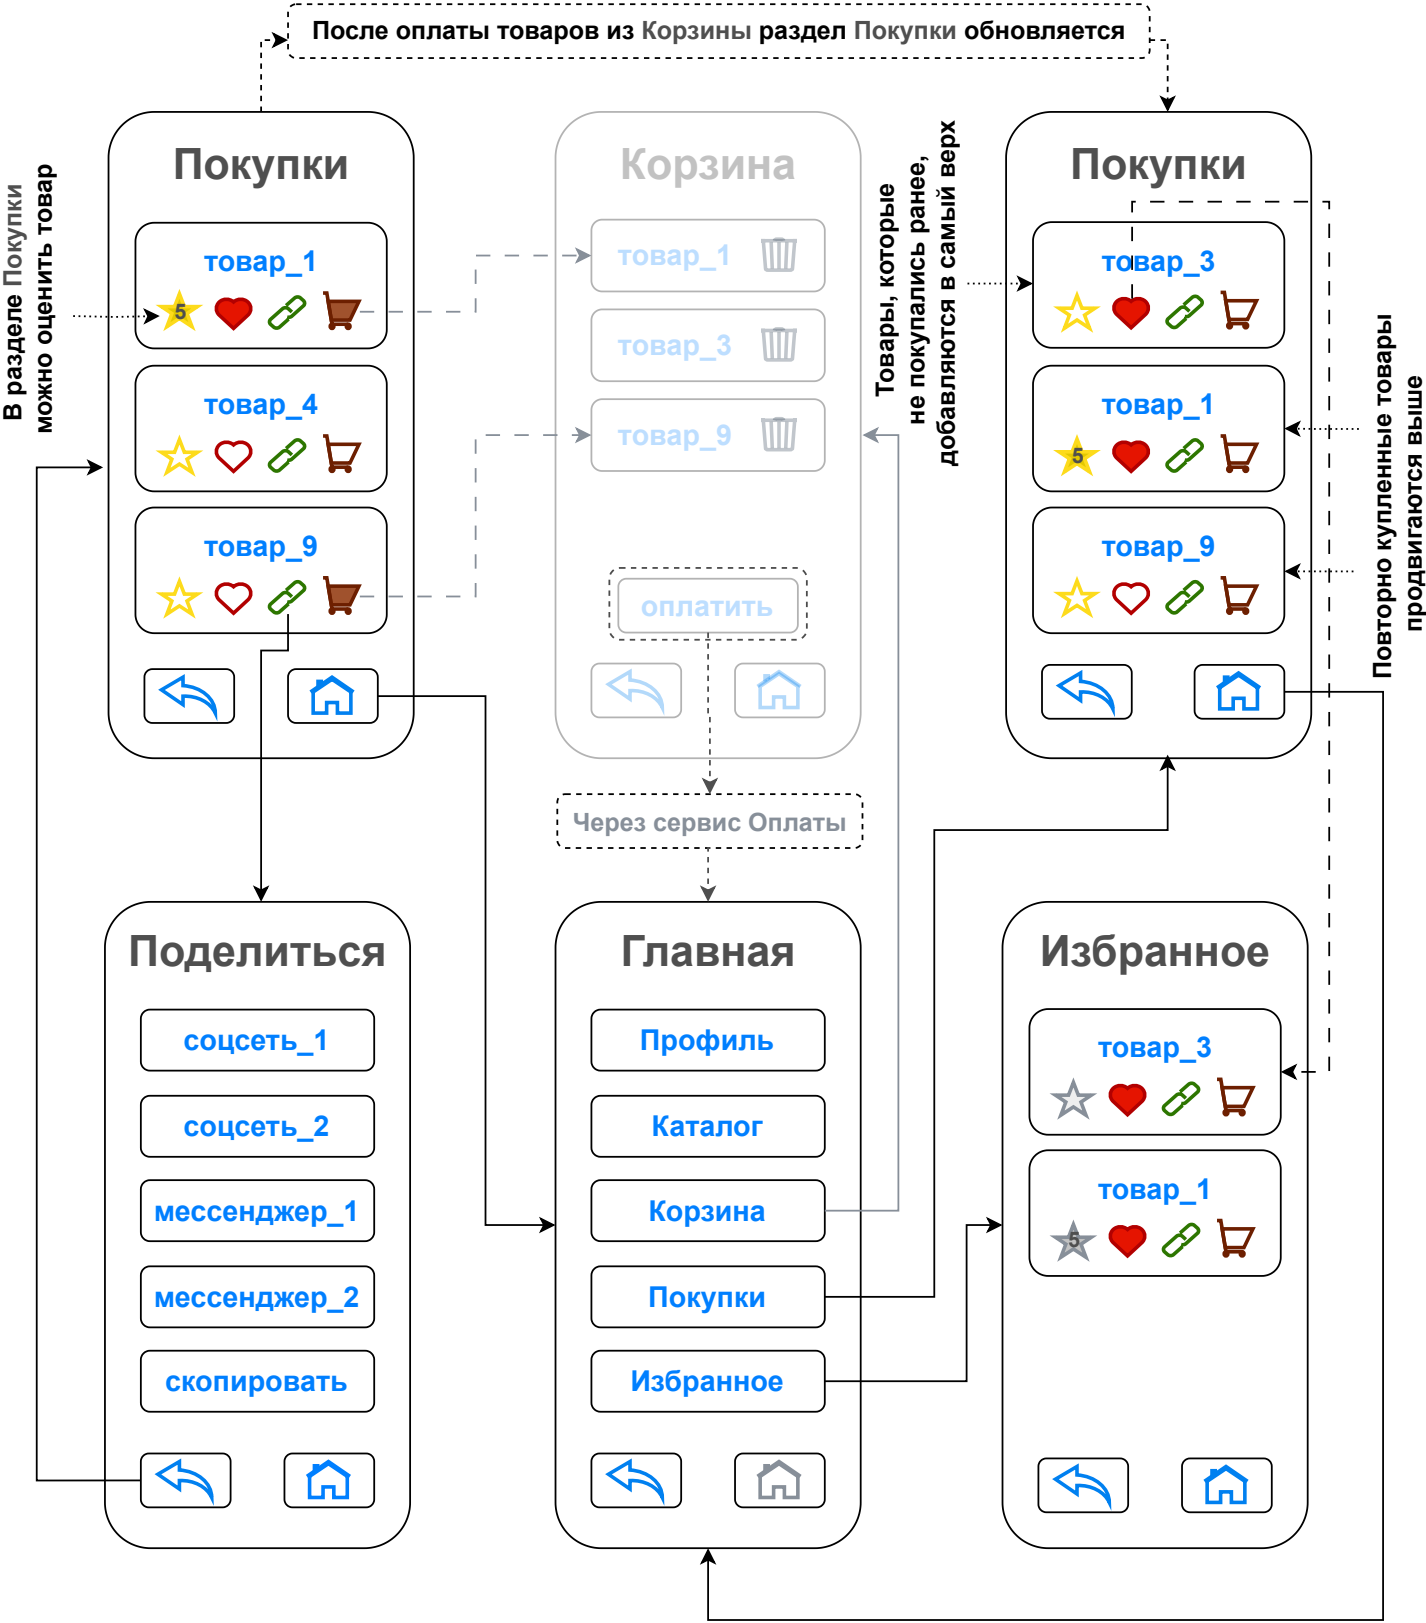 После оплаты товаров из Корзины раздел Покупки обновляется
В разделе Покупки
можно оценить товар
Покупки
товар_1
5
товар_4
товар_9
Корзина
товар_1
товар_3
товар_9
оплатить
Через сервис Оплаты
Товары, которые
не покупались ранее,
добавляются в самый верх
Покупки
товар_3
товар_1
5
товар_9
Повторно купленные товары
продвигаются выше
Поделиться
соцсеть_1
соцсеть_2
мессенджер_1
мессенджер_2
скопировать
Главная
Профиль
Каталог
Корзина
Покупки
Избранное
Избранное
товар_3
товар_1
5